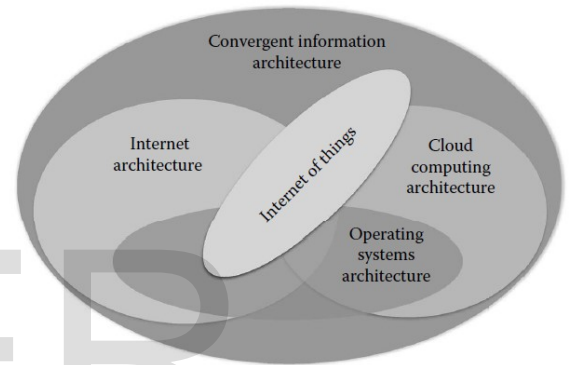 Convergent information
architecture
Internet
architecture
Internet of things
Cloud
computing
architecture
Operating
systems
architecture